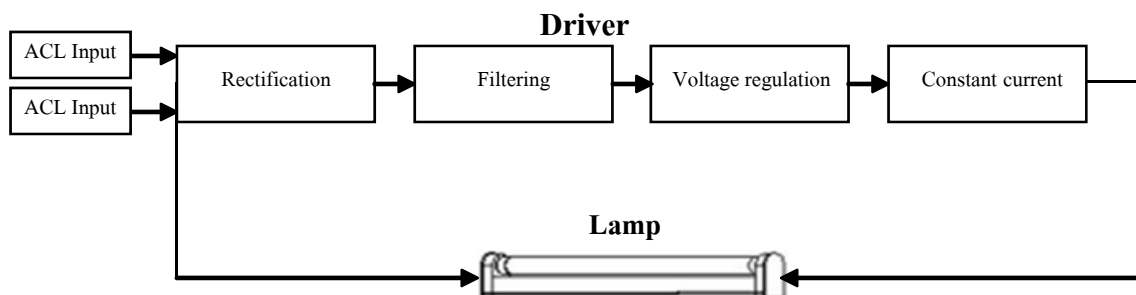 Driver
ACL Input
ACL Input
Rectification
Filtering
Voltage regulation
Constant current
Lamp